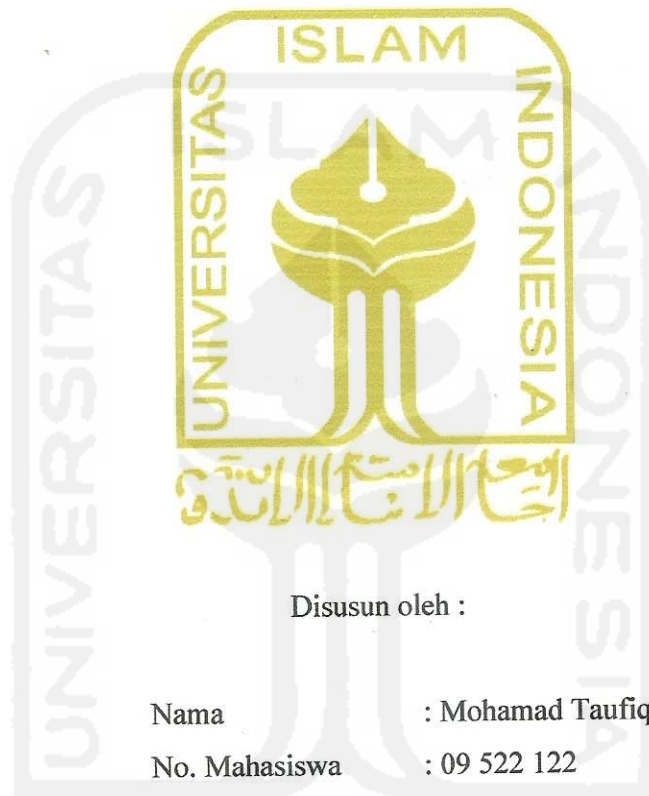 UNIVERSITAS
ISLAM
INDONESIA
Disusun oleh :
Nama : Mohamad Taufiq
No. Mahasiswa : 09 522 122